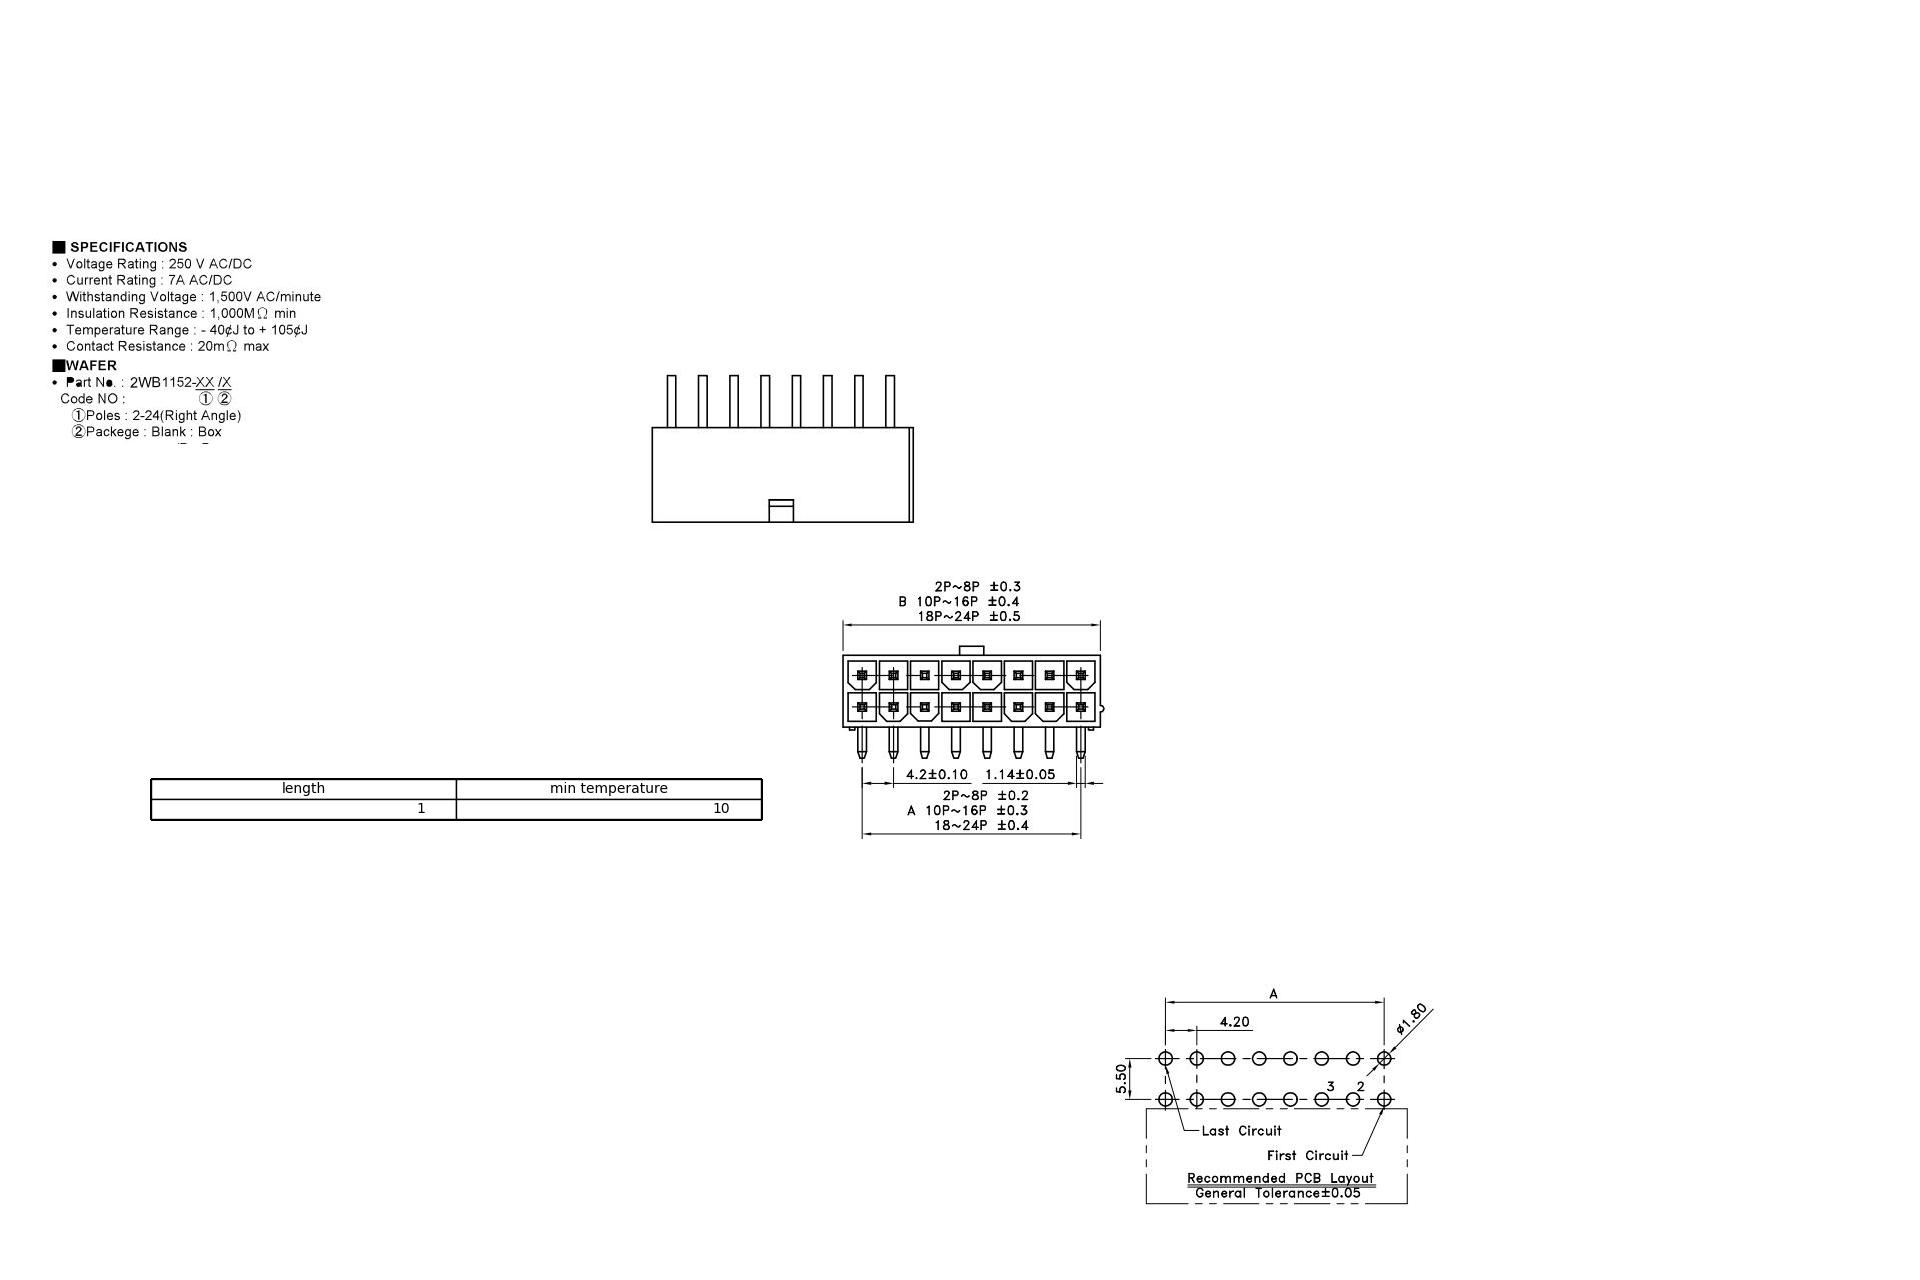 ■ SPECIFICATIONS
• Voltage Rating : 250 V AC/DC
• Current Rating : 7A AC/DC
• Withstanding Voltage : 1,500V AC/minute
• Insulation Resistance : 1,000MΩ min
• Temperature Range : - 40¢J to + 105¢J
• Contact Resistance : 20mΩ max
■WAFER
• Part No. : 2WB1152-XX /X
Code NO : ① ②
①Poles : 2-24(Right Angle)
②Packege : Blank : Box
2P~8P ±0.3
B 10P~16P ±0.4
18P~24P ±0.5
4.2±0.10 1.14±0.05
2P~8P ±0.2
A 10P~16P ±0.3
18~24P ±0.4
length min temperature
1 10
A
4.20
ø1.80
5.50
3 2
Last Circuit
First Circuit
Recommended PCB Layout
General Tolerance±0.05